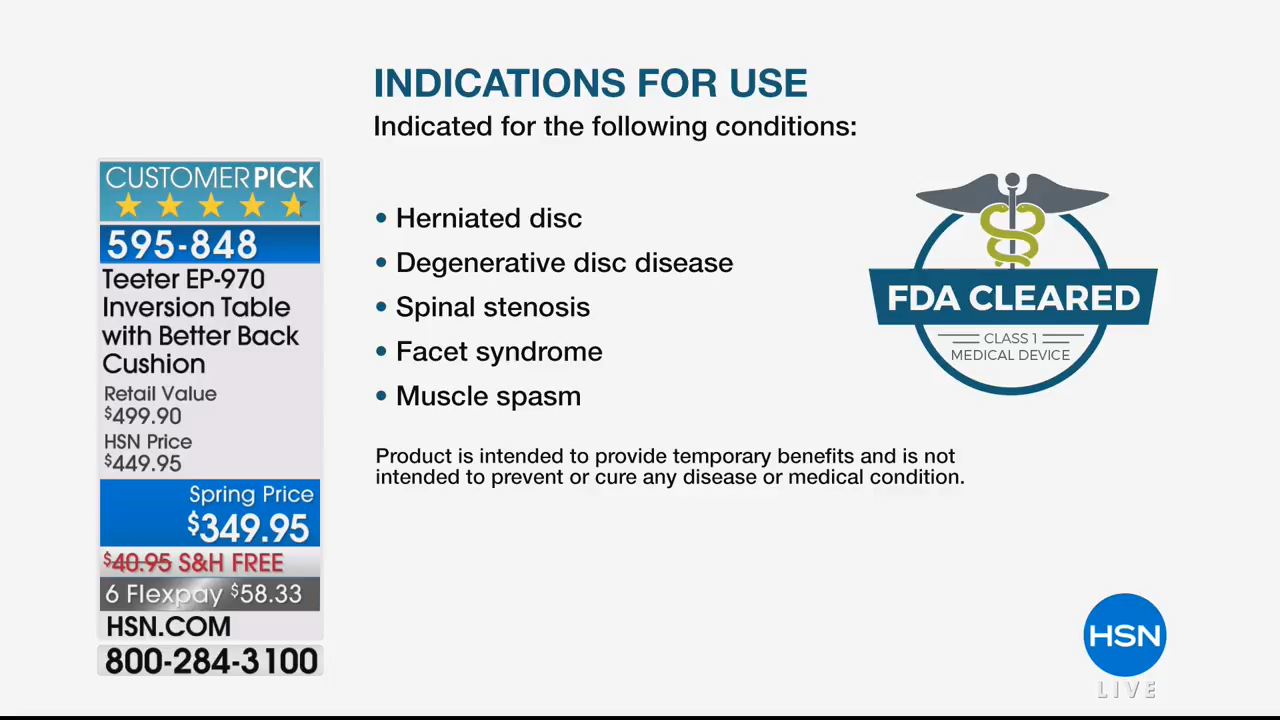 INDICATIONS FOR USE
Indicated for the following conditions:
• Herniated disc
• Degenerative disc disease
• Spinal stenosis
• Facet syndrome
• Muscle spasm
Product is intended to provide temporary benefits and is not
intended to prevent or cure any disease or medical condition.
FDA CLEARED
CLASS 1
MEDICAL DEVICE
CUSTOMER PICK
595-848
Teeter EP-970
Inversion Table
with Better Back
Cushion
Retail Value
$499.90
HSN Price
$449.95
Spring Price
$349.95
$40.95 S&H FREE
6 Flexpay $58.33
HSN.COM
800-284-3100
HSN
LIVE